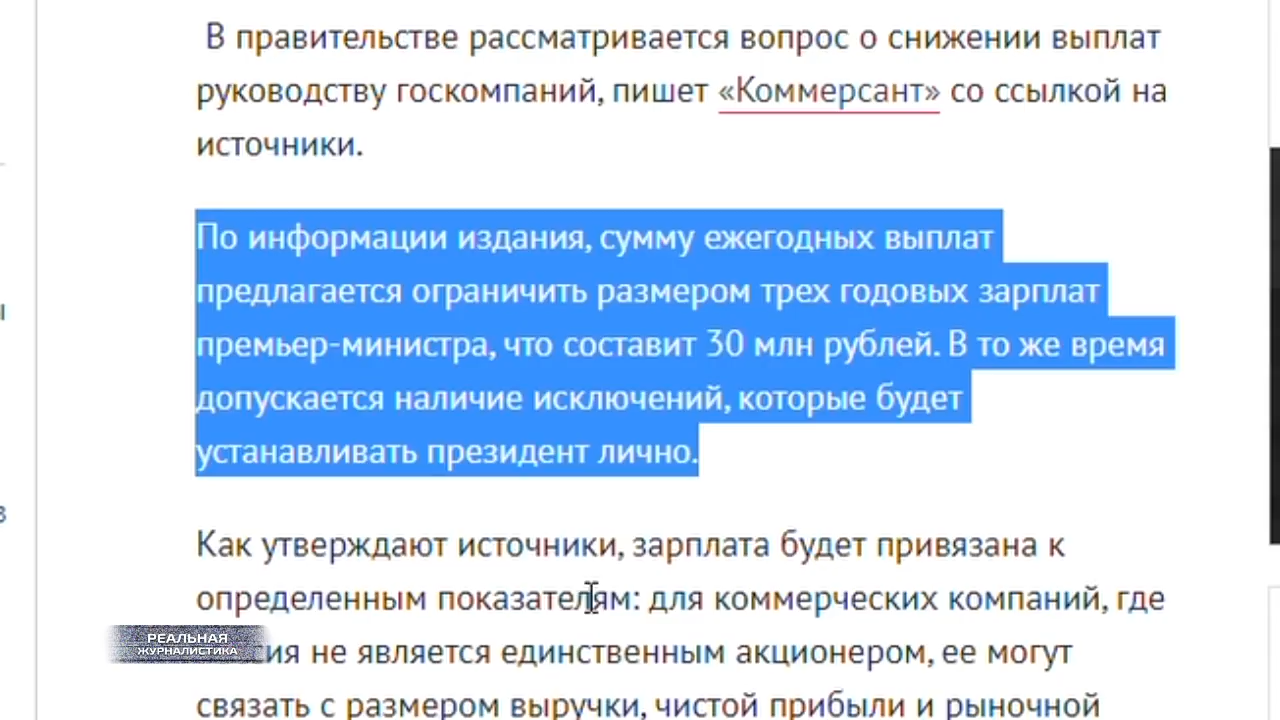 В правительстве рассматривается вопрос о снижении выплат
руководству госкомпаний, пишет «Коммерсант» со ссылкой на
источники.
По информации издания, сумму ежегодных выплат
предлагается ограничить размером трех годовых зарплат
премьер-министра, что составит 30 млн рублей. В то же время
допускается наличие исключений, которые будет
устанавливать президент лично.
Как утверждают источники, зарплата будет привязана к
определенным показателям: для коммерческих компаний, где
не является единственным акционером, ее могут
связать с размером выручки, чистой прибыли и рыночной
РЕАЛЬНАЯ
ЖУРНАЛИСТИКА